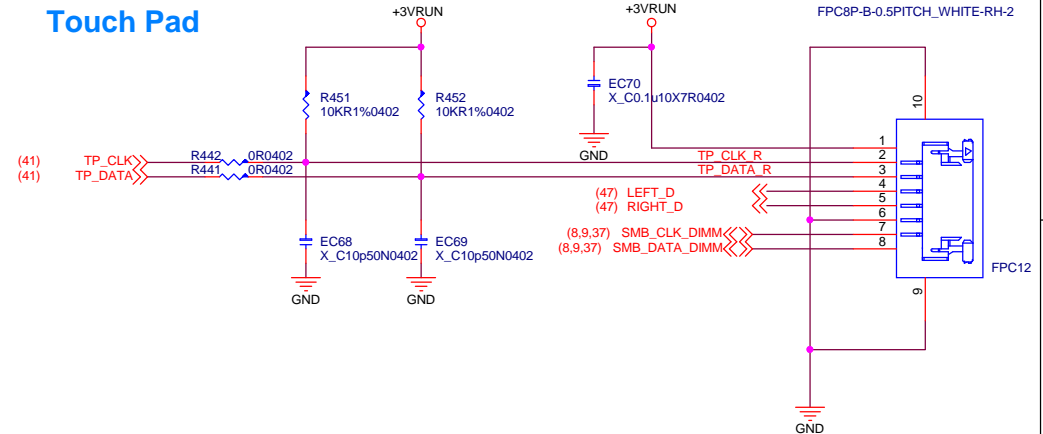 Touch Pad
+3VRUN
+3VRUN
FPC8P-B-0.5PITCH_WHITE-RH-2
R451
10KR1%0402
R452
10KR1%0402
EC70
X_C0.1u10X7R0402
GND
10
(41) TP_CLK
R442 0R0402
TP_CLK_R
(41) TP_DATA
R441 0R0402
TP_DATA_R
(47) LEFT_D
(47) RIGHT_D
(8,9,37) SMB_CLK_DIMM
(8,9,37) SMB_DATA_DIMM
1
2
3
4
5
6
7
8
EC68
X_C10p50N0402
EC69
X_C10p50N0402
GND
GND
FPC12
9
GND